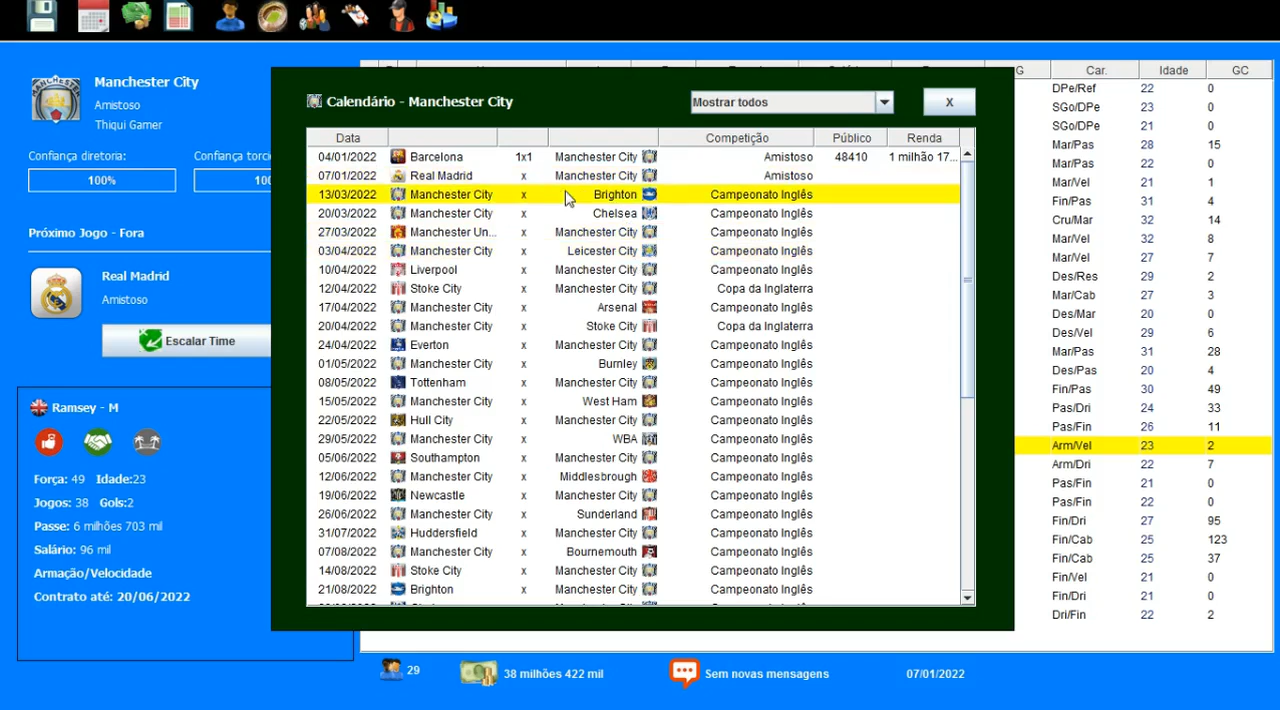 Manchester City
Amistoso
Thiqui Gamer
Confiança diretoria:
Confiança torci
100%
100
Próximo Jogo - Fora
Real Madrid
Amistoso
Escalar Time
Ramsey - M
Força: 49 Idade:23
Jogos: 38 Gols:2
Passe: 6 milhões 703 mil
Salário: 96 mil
Armação/Velocidade
Contrato até: 20/06/2022
Calendário - Manchester City
Mostrar todos
X
Data Competição Público Renda
04/01/2022 Barcelona 1x1 Manchester City Amistoso 48410 1 milhão 17...
07/01/2022 Real Madrid x Manchester City Amistoso
13/03/2022 Manchester City x Brighton Campeonato Inglês
20/03/2022 Manchester City x Chelsea Campeonato Inglês
27/03/2022 Manchester Un... x Manchester City Campeonato Inglês
03/04/2022 Manchester City x Leicester City Campeonato Inglês
10/04/2022 Liverpool x Manchester City Campeonato Inglês
12/04/2022 Stoke City x Manchester City Copa da Inglaterra
17/04/2022 Manchester City x Arsenal Campeonato Inglês
20/04/2022 Manchester City x Stoke City Copa da Inglaterra
24/04/2022 Everton x Manchester City Campeonato Inglês
01/05/2022 Manchester City x Burnley Campeonato Inglês
08/05/2022 Tottenham x Manchester City Campeonato Inglês
15/05/2022 Manchester City x West Ham Campeonato Inglês
22/05/2022 Hull City x Manchester City Campeonato Inglês
29/05/2022 Manchester City x WBA Campeonato Inglês
05/06/2022 Southampton x Manchester City Campeonato Inglês
12/06/2022 Manchester City x Middlesbrough Campeonato Inglês
19/06/2022 Newcastle x Manchester City Campeonato Inglês
26/06/2022 Manchester City x Sunderland Campeonato Inglês
31/07/2022 Huddersfield x Manchester City Campeonato Inglês
07/08/2022 Manchester City x Bournemouth Campeonato Inglês
14/08/2022 Stoke City x Manchester City Campeonato Inglês
21/08/2022 Brighton x Manchester City Campeonato Inglês
G Car. Idade GC
DPe/Ref 22 0
SGo/DPe 23 0
SGo/DPe 21 0
Mar/Pas 28 15
Mar/Pas 22 0
Mar/Vel 21 1
Fin/Pas 31 4
Cru/Mar 32 14
Mar/Vel 32 8
Mar/Vel 27 7
Des/Res 29 2
Mar/Cab 27 3
Des/Mar 20 0
Des/Vel 29 6
Mar/Pas 31 28
Des/Pas 20 4
Fin/Pas 30 49
Pas/Dri 24 33
Pas/Fin 26 11
Arm/Vel 23 2
Arm/Dri 22 7
Pas/Fin 21 0
Pas/Fin 22 0
Fin/Dri 27 95
Fin/Cab 25 123
Fin/Cab 25 37
Fin/Vel 21 0
Fin/Dri 21 0
Dri/Fin 22 2
29
38 milhões 422 mil
Sem novas mensagens
07/01/2022